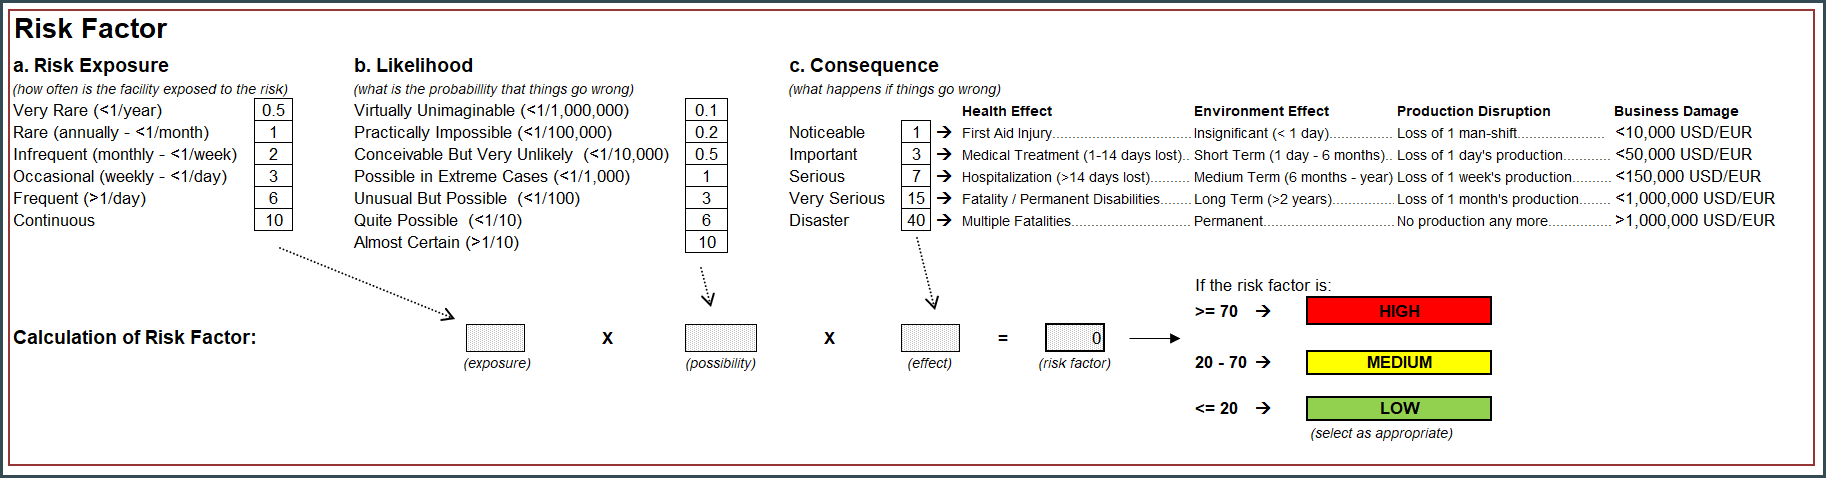 Risk Factor
a. Risk Exposure b. Likelihood c. Consequence
(how often is the facility exposed to the risk) (what is the probabillity that things go wrong) (what happens if things go wrong)
Very Rare (<1/year) 0.5 Virtually Unimaginable (<1/1,000,000) 0.1 Health Effect Environment Effect Production Disruption Business Damage
Rare (annually - <1/month) 1 Practically Impossible (<1/100,000) 0.2 Noticeable 1 → First Aid Injury Insignificant (< 1 day) Loss of 1 man-shift <10,000 USD/EUR
Infrequent (monthly - <1/week) 2 Conceivable But Very Unlikely (<1/10,000) 0.5 Important 3 → Medical Treatment (1-14 days lost).. Short Term (1 day - 6 months).. Loss of 1 day's production <50,000 USD/EUR
Occasional (weekly - <1/day) 3 Possible in Extreme Cases (<1/1,000) 1 Serious 7 → Hospitalization (>14 days lost) Medium Term (6 months - year) Loss of 1 week's production <150,000 USD/EUR
Frequent (>1/day) 6 Unusual But Possible (<1/100) 3 Very Serious 15 → Fatality / Permanent Disabilities Long Term (>2 years) Loss of 1 month's production <1,000,000 USD/EUR
Continuous 10 Quite Possible (<1/10) 6 Disaster 40 → Multiple Fatalities Permanent No production any more >1,000,000 USD/EUR
Almost Certain (>1/10) 10
If the risk factor is:
>= 70 → HIGH
Calculation of Risk Factor: x x = 0
(exposure) (possibility) (effect) (risk factor)
20 - 70 → MEDIUM
<= 20 → LOW
(select as appropriate)